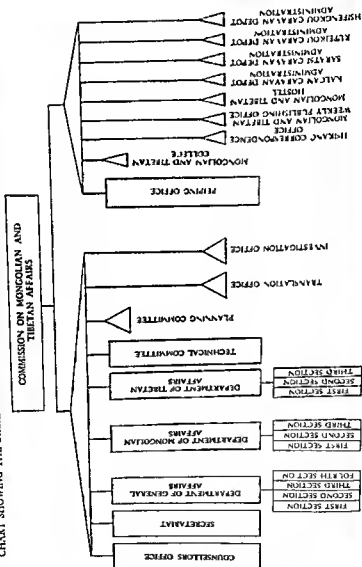 CHART SHOWING THE
COMMISSION ON MONGOLIAN AND
TIBETAN AFFAIRS
COUNSELLORS OFFICE
SECRETARIAT
DEPARTMENT OF GENERAL
AFFAIRS
FIRST SECTION
SECOND SECTION
THIRD SECTION
FOURTH SECTION
DEPARTMENT OF MONGOLIAN
AFFAIRS
FIRST SECTION
SECOND SECTION
THIRD SECTION
DEPARTMENT OF TIBETAN
AFFAIRS
FIRST SECTION
SECOND SECTION
THIRD SECTION
TECHNICAL COMMITTEE
PLANNING COMMITTEE
TRANSLATION OFFICE
INVESTIGATION OFFICE
PEIPING OFFICE
MONGOLIAN AND TIBETAN
COLLEGE
HSIKANG CORRESPONDENCE
OFFICE
MONGOLIAN AND TIBETAN
WEEKLY PUBLISHING OFFICE
MONGOLIAN AND TIBETAN
HOSTEL
KALGAN CARAVAN DEPOT
ADMINISTRATION
SARATSI CARAVAN DEPOT
ADMINISTRATION
KUPEIKOU CARAVAN DEPOT
ADMINISTRATION
HSIFENGKOU CARAVAN DEPOT
ADMINISTRATION